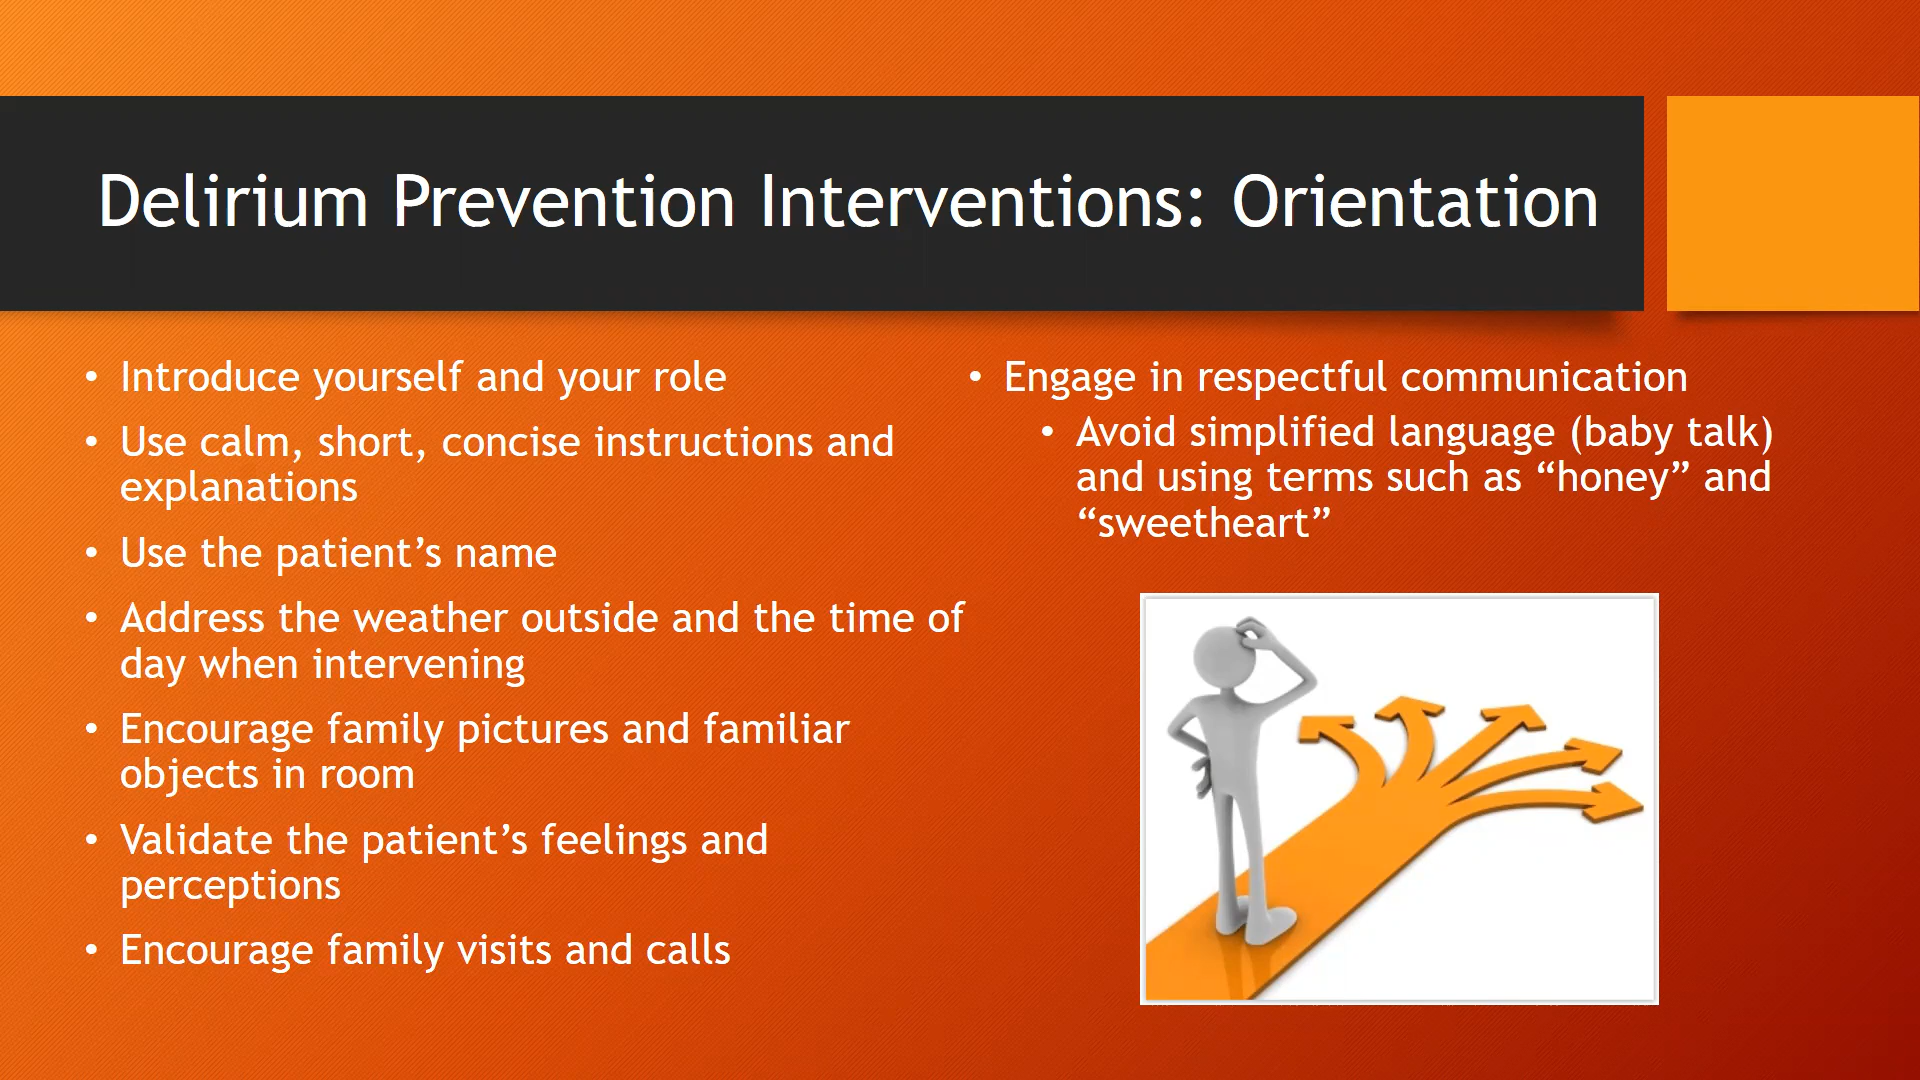 Delirium Prevention Interventions: Orientation
• Introduce yourself and your role
• Use calm, short, concise instructions and
explanations
• Use the patient’s name
• Address the weather outside and the time of
day when intervening
• Encourage family pictures and familiar
objects in room
• Validate the patient’s feelings and
perceptions
• Encourage family visits and calls
• Engage in respectful communication
• Avoid simplified language (baby talk)
and using terms such as “honey” and
“sweetheart”